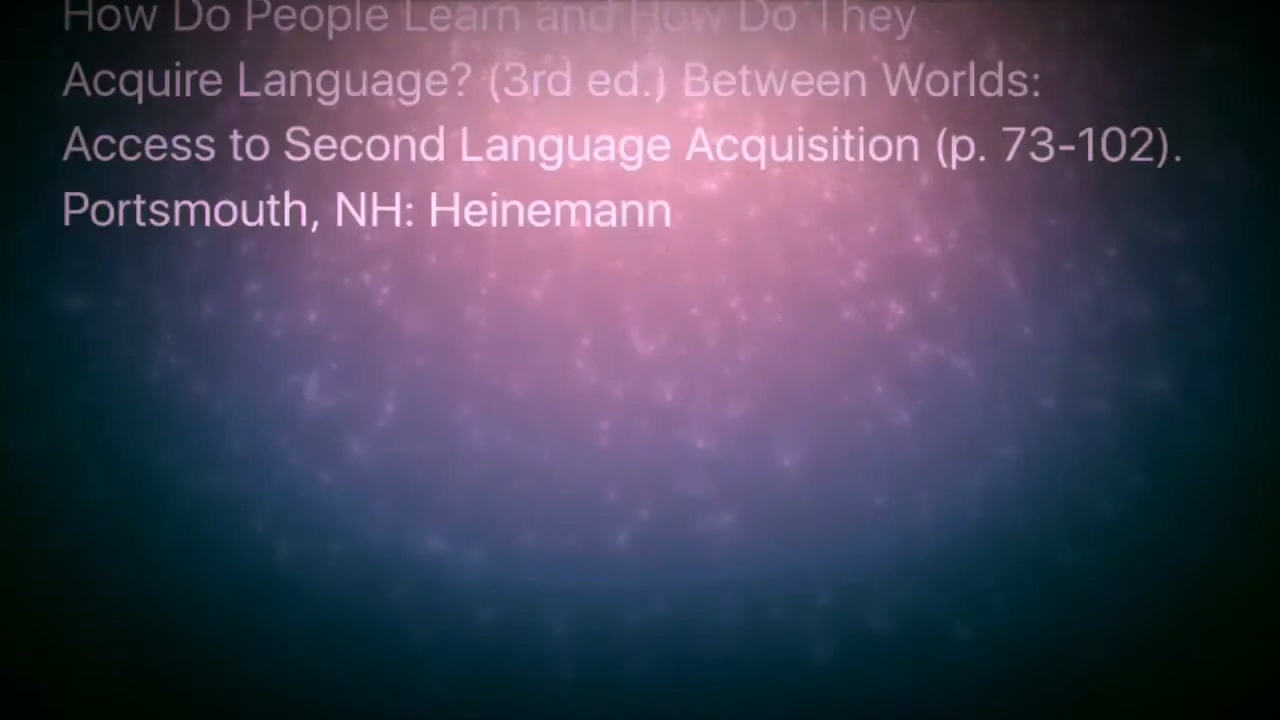 How Do People Learn and How Do They
Acquire Language? (3rd ed.) Between Worlds:
Access to Second Language Acquisition (p. 73-102).
Portsmouth, NH: Heinemann